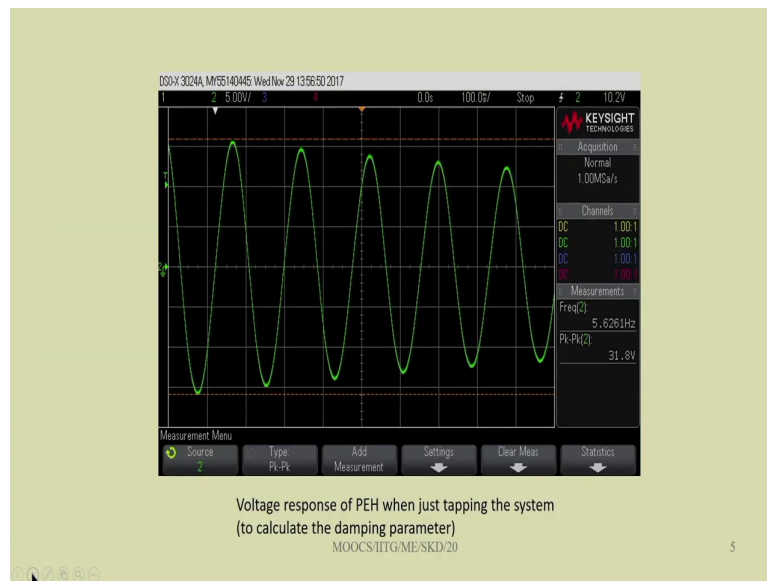 DSO-X 3024A, MY55140445: Wed Nov 29 13:56:50 2017
1 2 5.00V/ 3 4 0.0s 100.0ms/ Stop 2 10.2V
KEYSIGHT
TECHNOLOGIES
Acquisition
Normal
1.00MSa/s
Channels
DC 1.00:1
DC 1.00:1
DC 1.00:1
DC 1.00:1
Measurements
Freq(2):
5.6261Hz
Pk-Pk(2):
31.8V
T
2
Measurement Menu
Source
2
Type:
Pk-Pk
Add
Measurement
Settings
Clear Meas
Statistics
Voltage response of PEH when just tapping the system
(to calculate the damping parameter)
MOOCS/IITG/ME/SKD/20
5